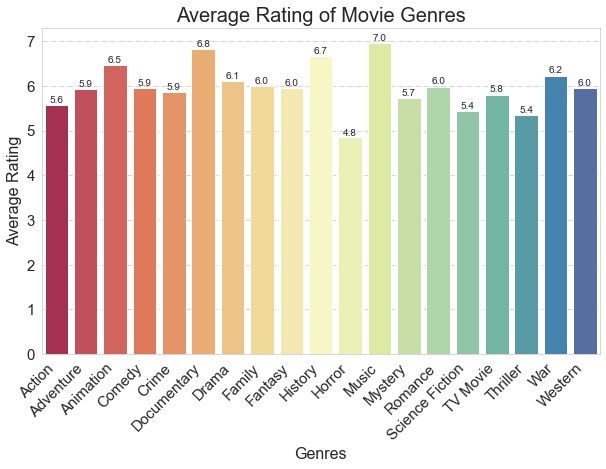 Average Rating of Movie Genres
Average Rating
7
6
5
4
3
2
1
0
5.6
5.9
6.5
5.9
5.9
6.8
6.1
6.0
6.0
6.7
4.8
7.0
5.7
6.0
5.4
5.8
5.4
6.2
6.0
Action
Adventure
Animation
Comedy
Crime
Documentary
Drama
Family
Fantasy
History
Horror
Music
Mystery
Romance
Science Fiction
TV Movie
Thriller
War
Western
Genres